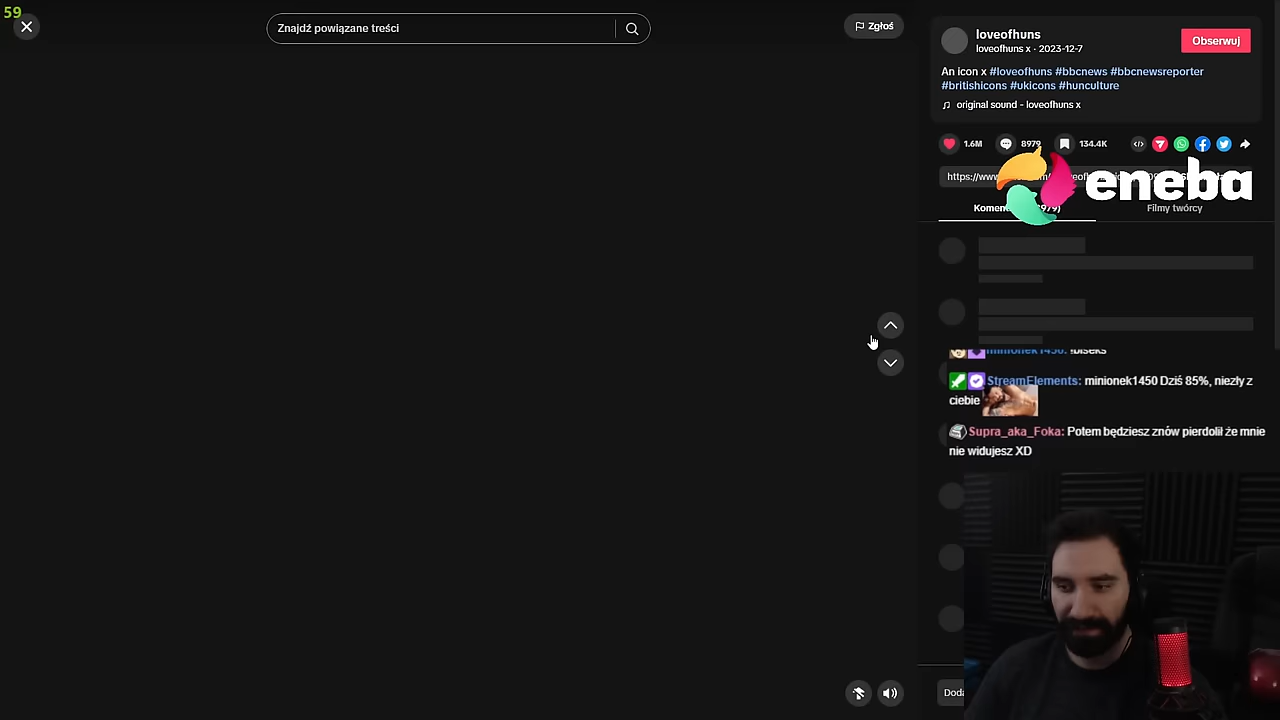 59
Znajdź powiązane treści
Zgłoś
loveofhuns
loveofhuns x · 2023-12-7
Obserwuj
An icon x #loveofhuns #bbcnews #bbcnewsreporter
#britishicons #ukicons #hunculture
original sound - loveofhuns x
1.6M
8979
134.4K
https://www
eneba
Filmy twórcy
minionek1450: !biseks
StreamElements: minionek1450 Dziś 85%, niezły z
ciebie
Supra_aka_Foka: Potem będziesz znów pierdolił że mnie
nie widujesz XD